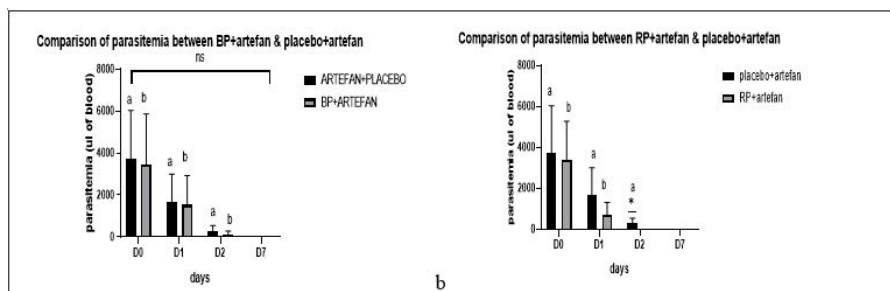 Comparison of parasitemia between BP+artefan & placebo+artefan
ns
8000
6000
4000
2000
0
parasitemia (ul of blood)
a b
a b
a b
D0 D1 D2 D7
days
ARTEFAN+PLACEBO
BP+ARTEFAN
b
Comparison of parasitemia between RP+artefan & placebo+artefan
8000
6000
4000
2000
0
parasitemia (ul of blood)
a b
a b
a
*
D0 D1 D2 D7
days
placebo+artefan
RP+artefan